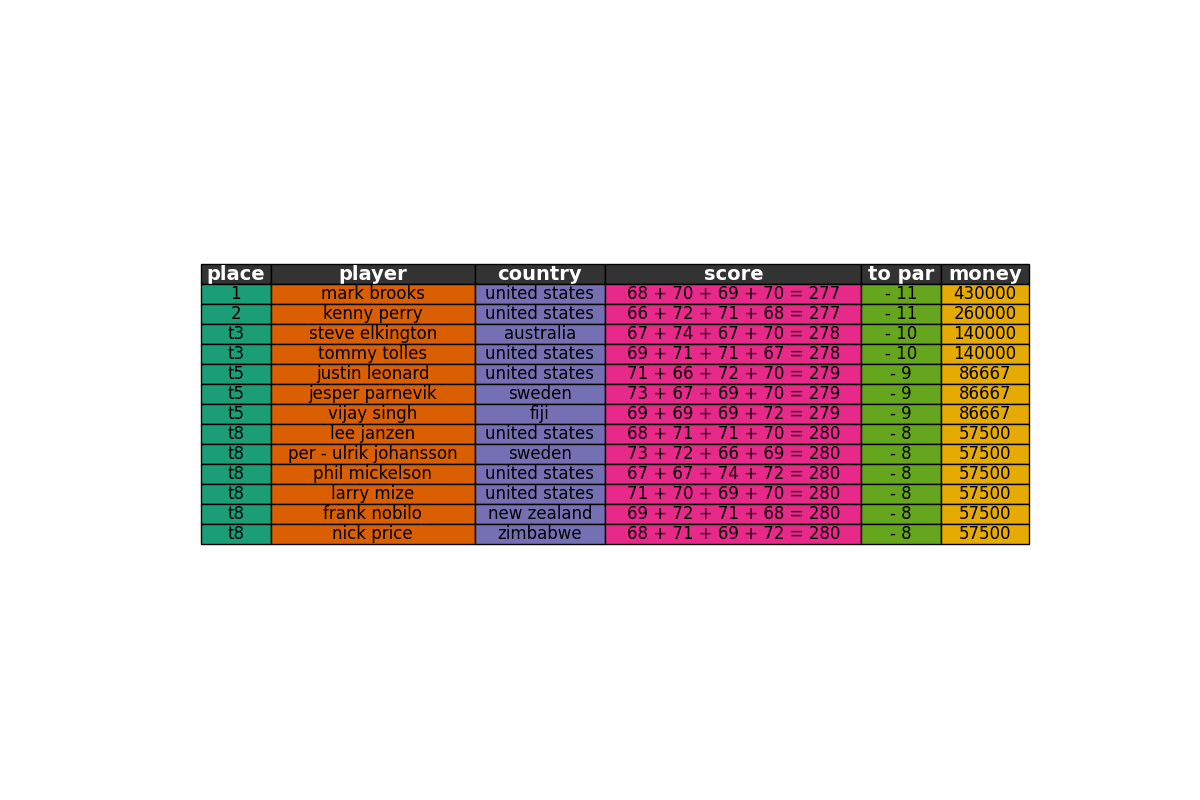 place player country score to par money
1 mark brooks united states 68 + 70 + 69 + 70 = 277 - 11 430000
2 kenny perry united states 66 + 72 + 71 + 68 = 277 - 11 260000
t3 steve elkington australia 67 + 74 + 67 + 70 = 278 - 10 140000
t3 tommy tolles united states 69 + 71 + 71 + 67 = 278 - 10 140000
t5 justin leonard united states 71 + 66 + 72 + 70 = 279 - 9 86667
t5 jesper parnevik sweden 73 + 67 + 69 + 70 = 279 - 9 86667
t5 vijay singh fiji 69 + 69 + 69 + 72 = 279 - 9 86667
t8 lee janzen united states 68 + 71 + 71 + 70 = 280 - 8 57500
t8 per - ulrik johansson sweden 73 + 72 + 66 + 69 = 280 - 8 57500
t8 phil mickelson united states 67 + 67 + 74 + 72 = 280 - 8 57500
t8 larry mize united states 71 + 70 + 69 + 70 = 280 - 8 57500
t8 frank nobilo new zealand 69 + 72 + 71 + 68 = 280 - 8 57500
t8 nick price zimbabwe 68 + 71 + 69 + 72 = 280 - 8 57500